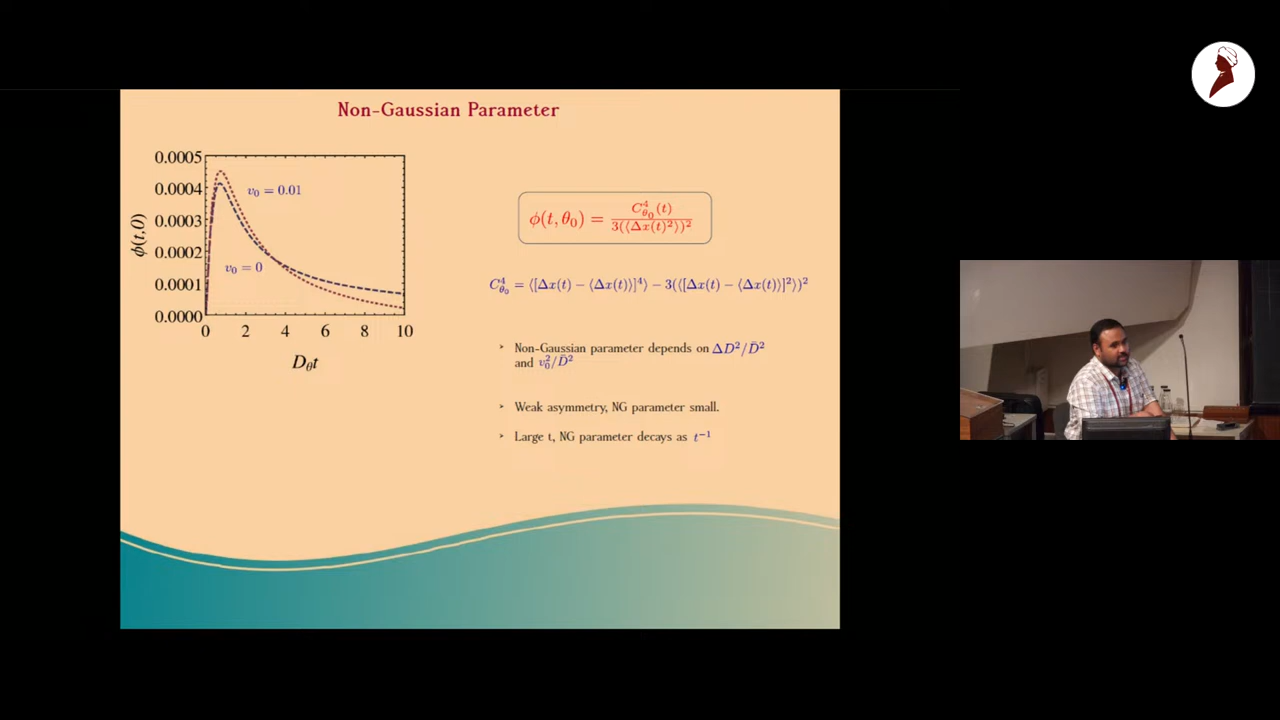 Non-Gaussian Parameter
0.0005
0.0004
0.0003
0.0002
0.0001
0.0000
ϕ(t,0)
v₀ = 0.01
v₀ = 0
0 2 4 6 8 10
D_θt
ϕ(t, θ₀) = C⁴_θ₀(t) / 3(⟨Δx(t)²⟩)²
C⁴_θ₀ = ⟨[Δx(t) − ⟨Δx(t)⟩]⁴⟩ − 3(⟨[Δx(t) − ⟨Δx(t)⟩]²⟩)²
➢ Non-Gaussian parameter depends on ΔD²/D̄²
and v₀²/D̄²
➢ Weak asymmetry, NG parameter small.
➢ Large t, NG parameter decays as t⁻¹